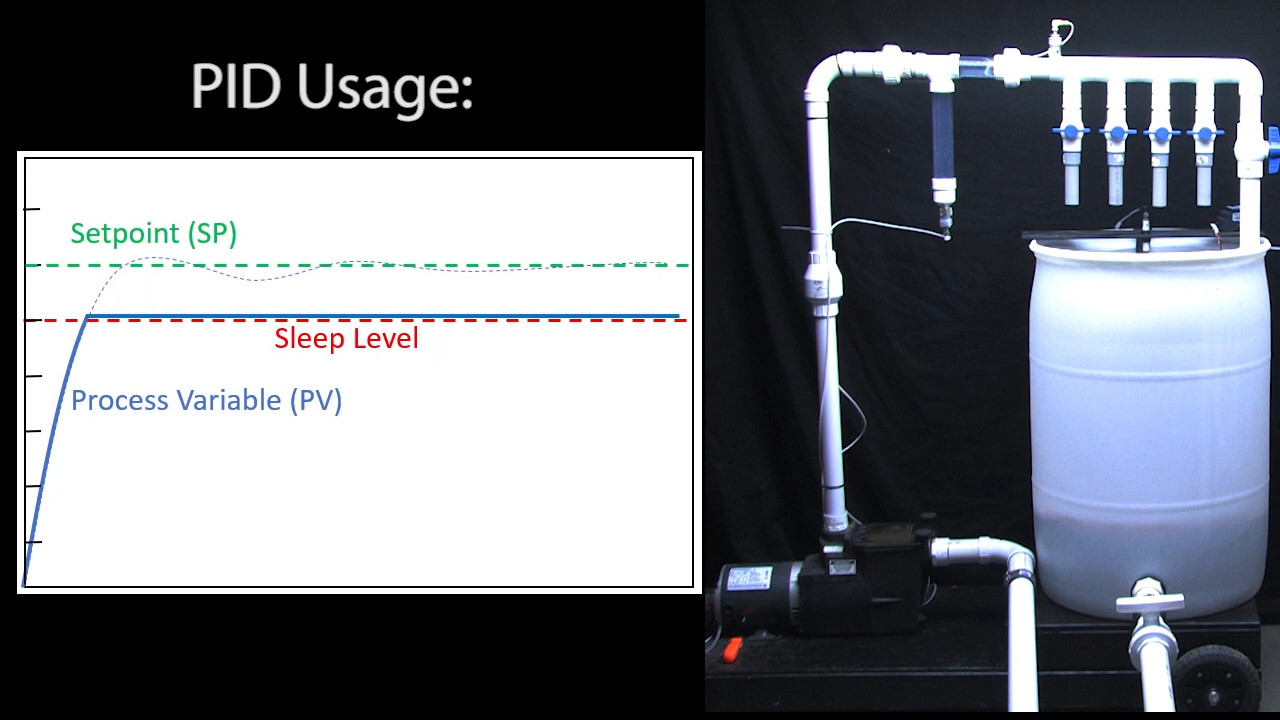 PID Usage:
Setpoint (SP)
Sleep Level
Process Variable (PV)